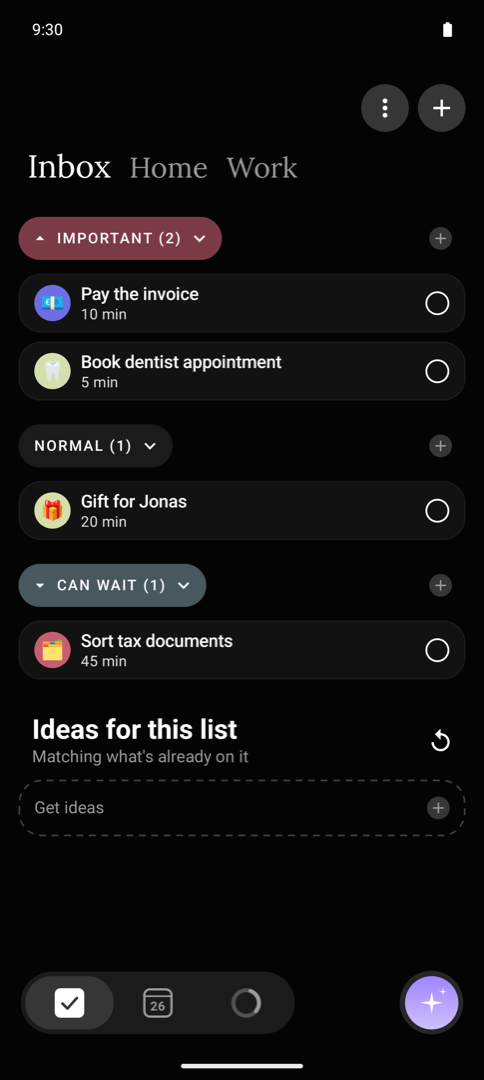 9:30
Inbox Home Work
IMPORTANT (2)
Pay the invoice
10 min
Book dentist appointment
5 min
NORMAL (1)
Gift for Jonas
20 min
CAN WAIT (1)
Sort tax documents
45 min
Ideas for this list
Matching what's already on it
Get ideas
26